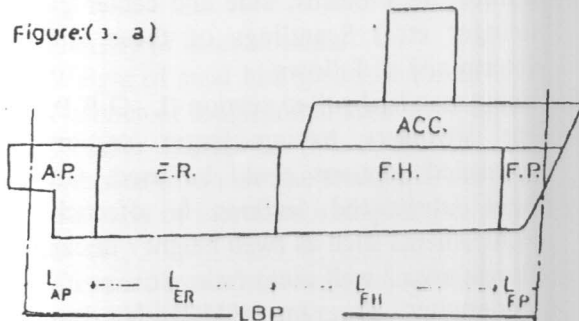 Figure:(3. a)
ACC.
A.P. E.R. F.H. F.P.
L AP L ER L FH L FP
LBP